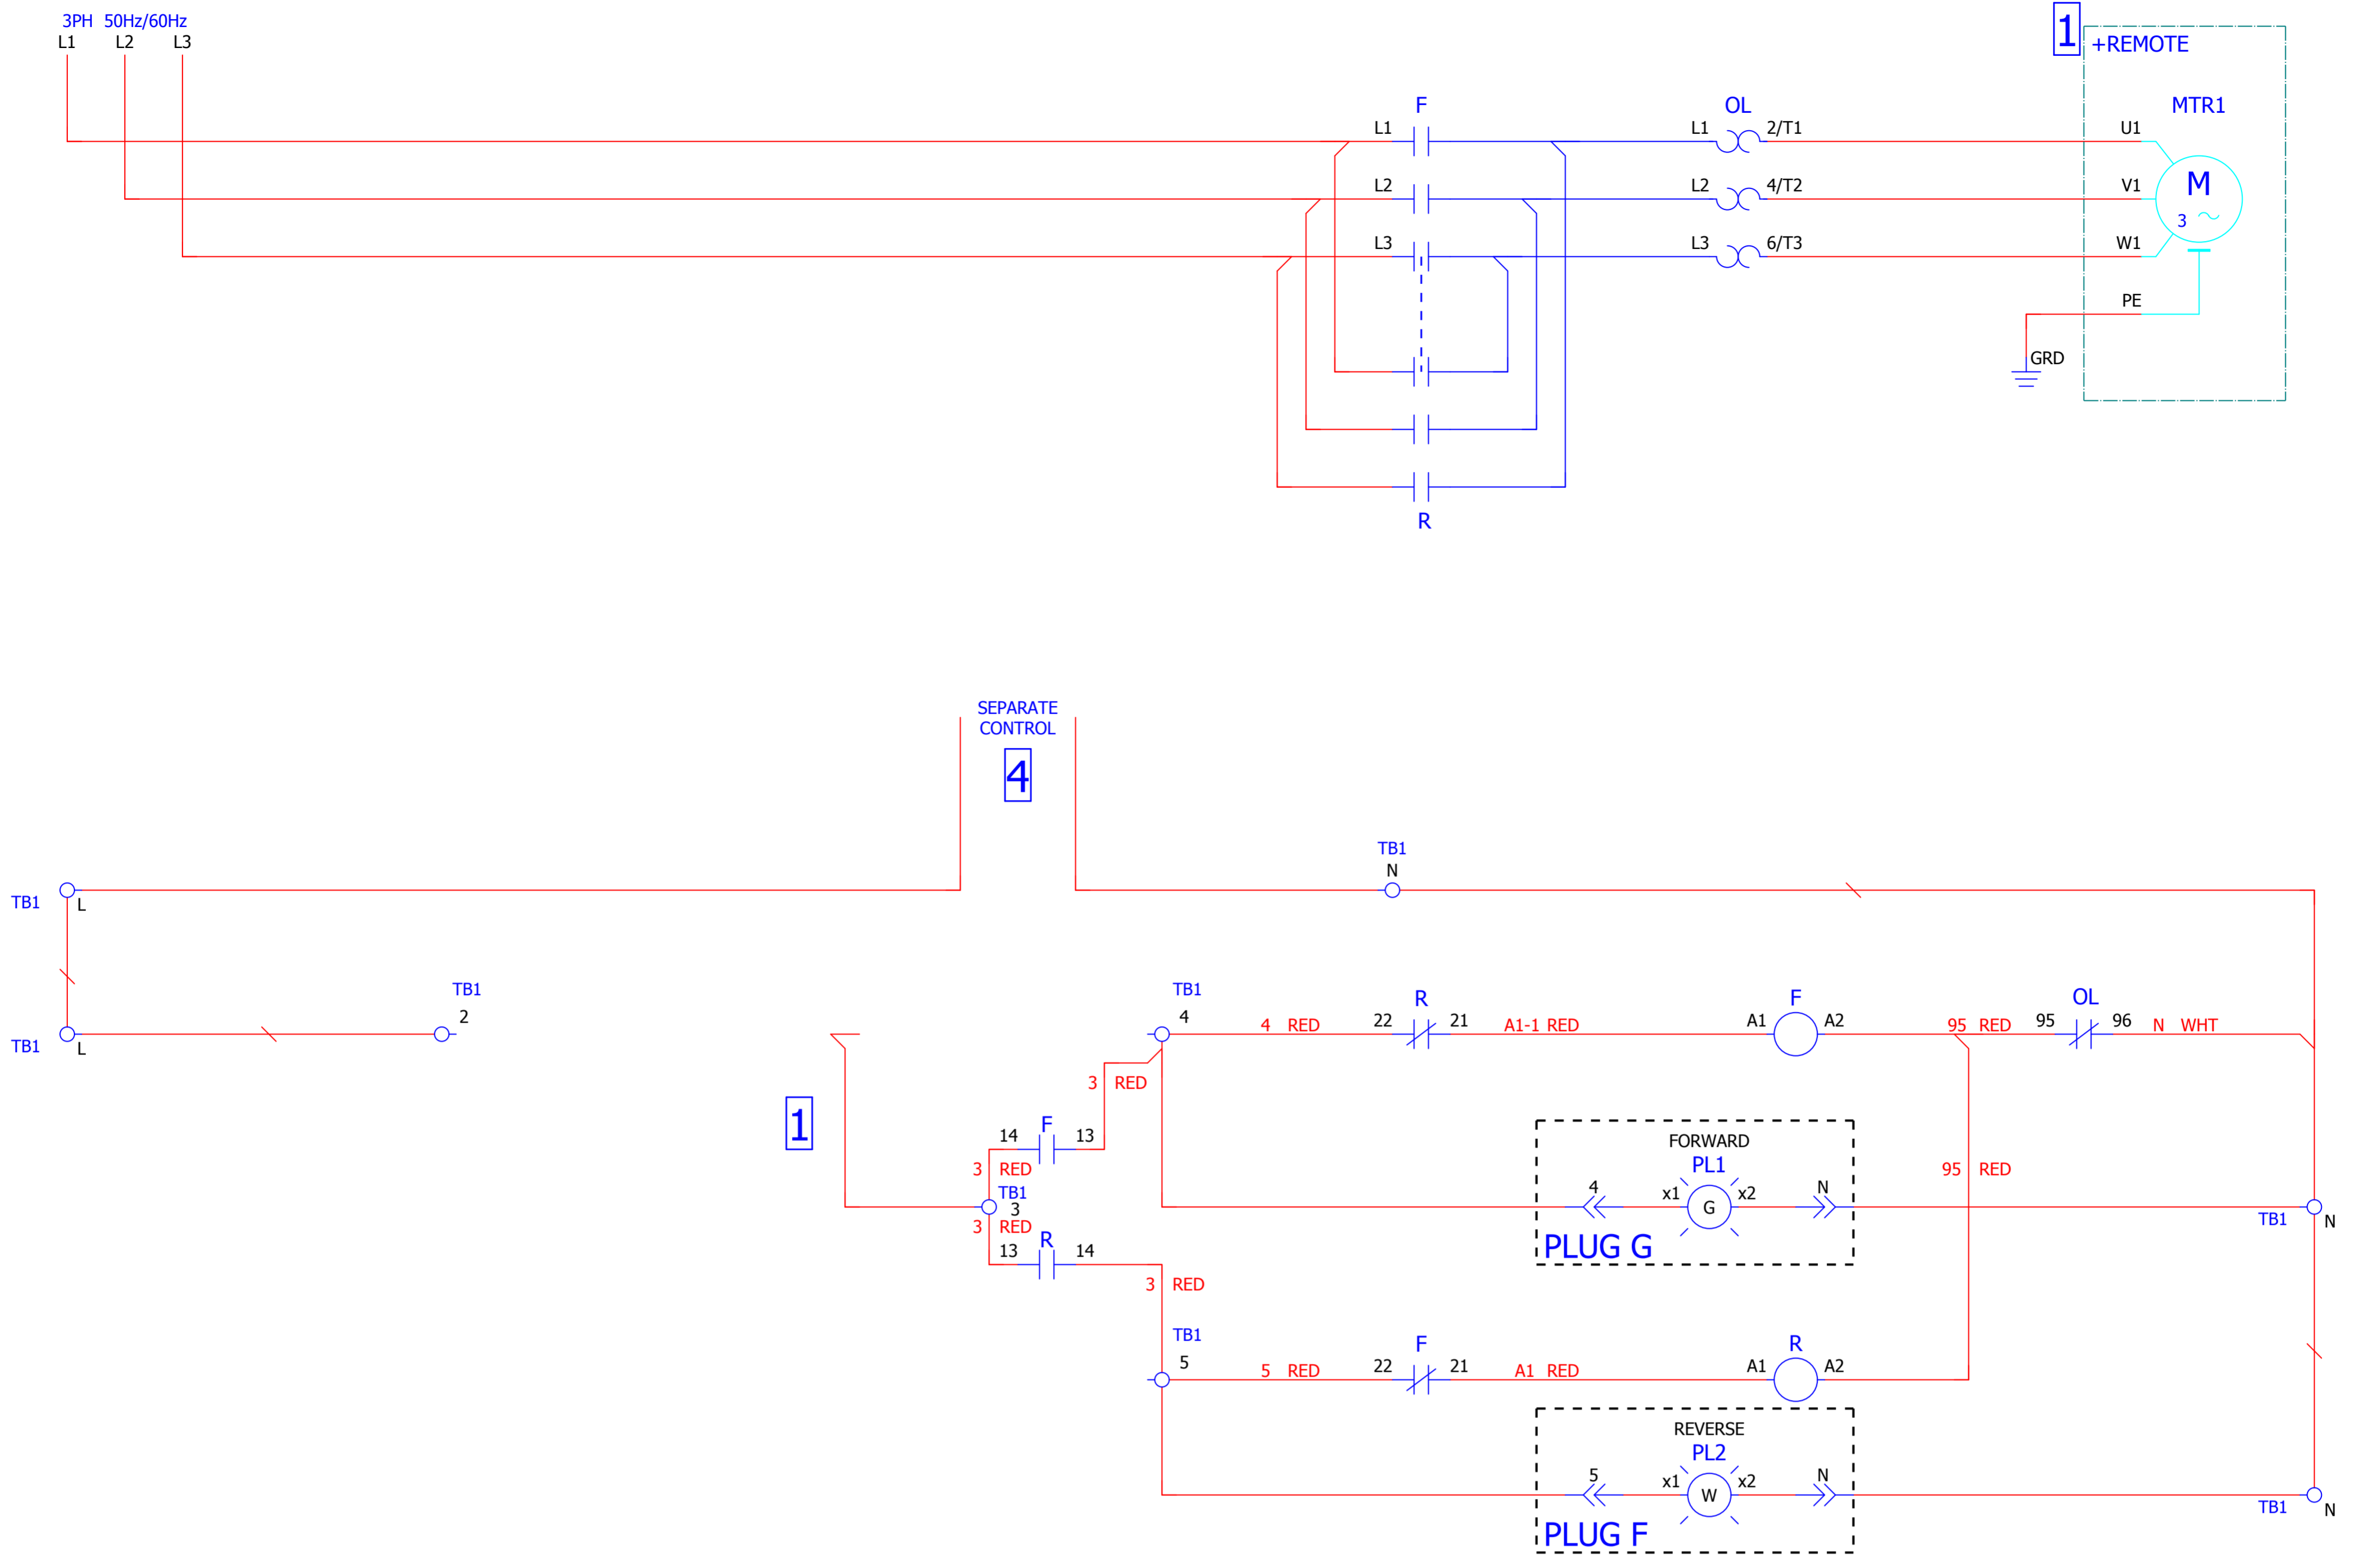 3PH 50Hz/60Hz
L1 L2 L3
1
+REMOTE
F OL MTR1
L1 L1 2/T1 U1
L2 L2 4/T2 V1
M
3
L3 L3 6/T3 W1
PE
GRD
R
SEPARATE
CONTROL
4
TB1
N
TB1 L
TB1
2
TB1
4
R F OL
4 RED 22 21 A1-1 RED A1 A2 95 RED 95 96 N WHT
TB1 L
3 RED
1
F
14 13
FORWARD
PL1
3 RED
95 RED
TB1
3
4 x1 G x2 N
TB1 N
3 RED
R
13 14
PLUG G
3 RED
TB1
5
F R
5 RED 22 21 A1 RED A1 A2
REVERSE
PL2
5 x1 W x2 N
TB1 N
PLUG F